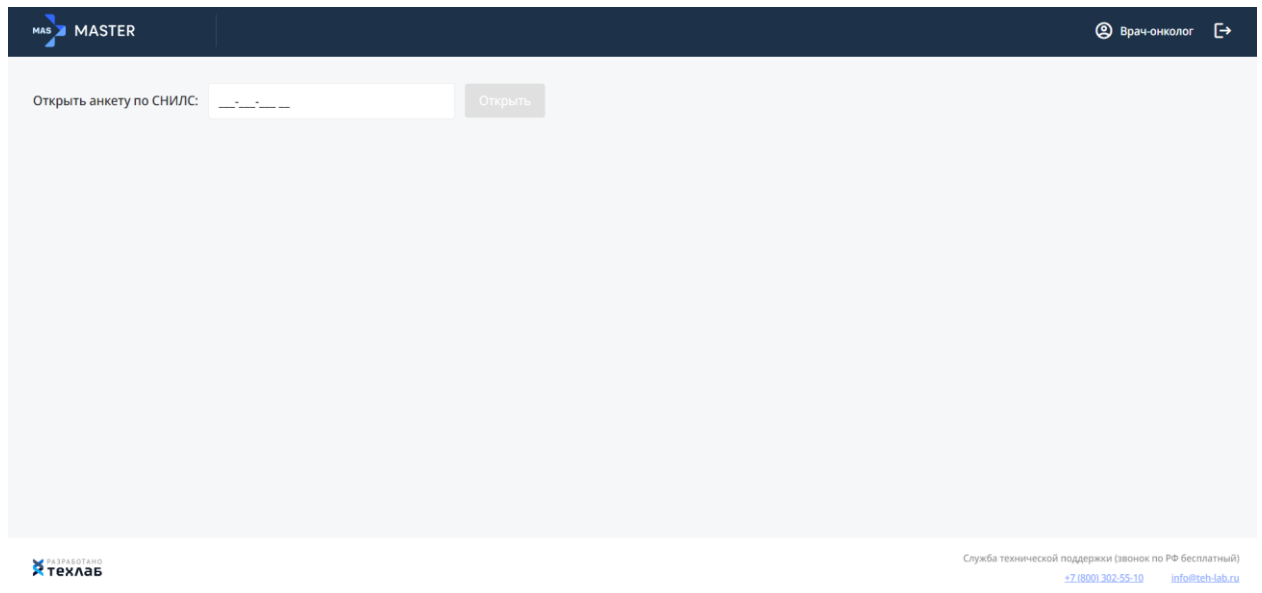 MAS MASTER
Врач-онколог
Открыть анкету по СНИЛС: ___-___-___ __ Открыть
РАЗРАБОТАНО
ТЕХЛАБ
Служба технической поддержки (звонок по РФ бесплатный)
+7 (800) 302-55-10 info@teh-lab.ru